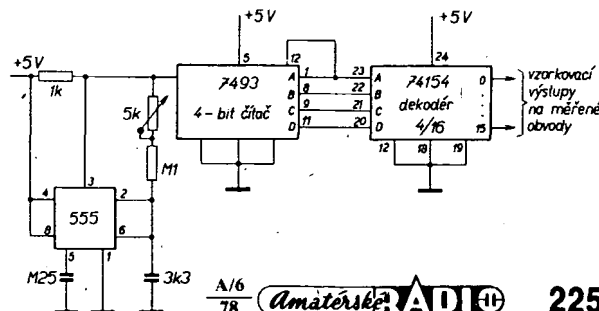 +5V
+5V
+5V
1k
5
12
24
7493
4-bit čítač
A
B
C
D
1
8
9
11
23
22
21
20
A
B
C
D
74154
dekodér
4/16
0
15
12
18
19
vzorkovací
výstupy
na měřené
obvody
5k
M1
3
4
8
555
2
6
5
1
M25
3k3
A/6
78
Amatérské RADIO
225